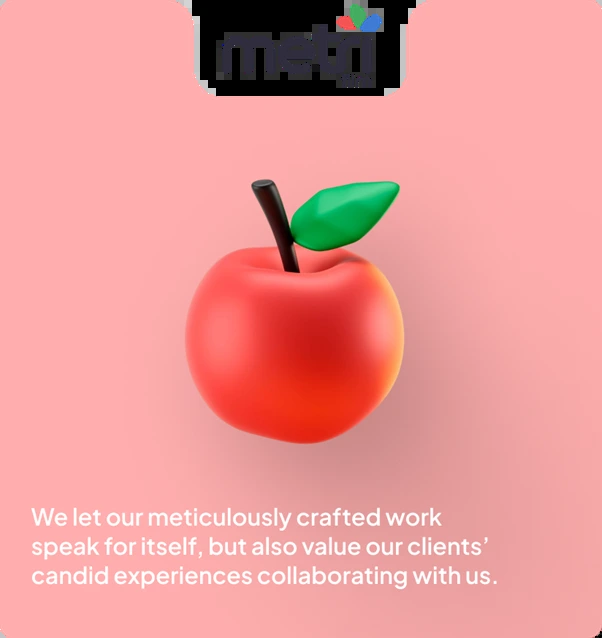 We let our meticulously crafted work
speak for itself, but also value our clients’
candid experiences collaborating with us.